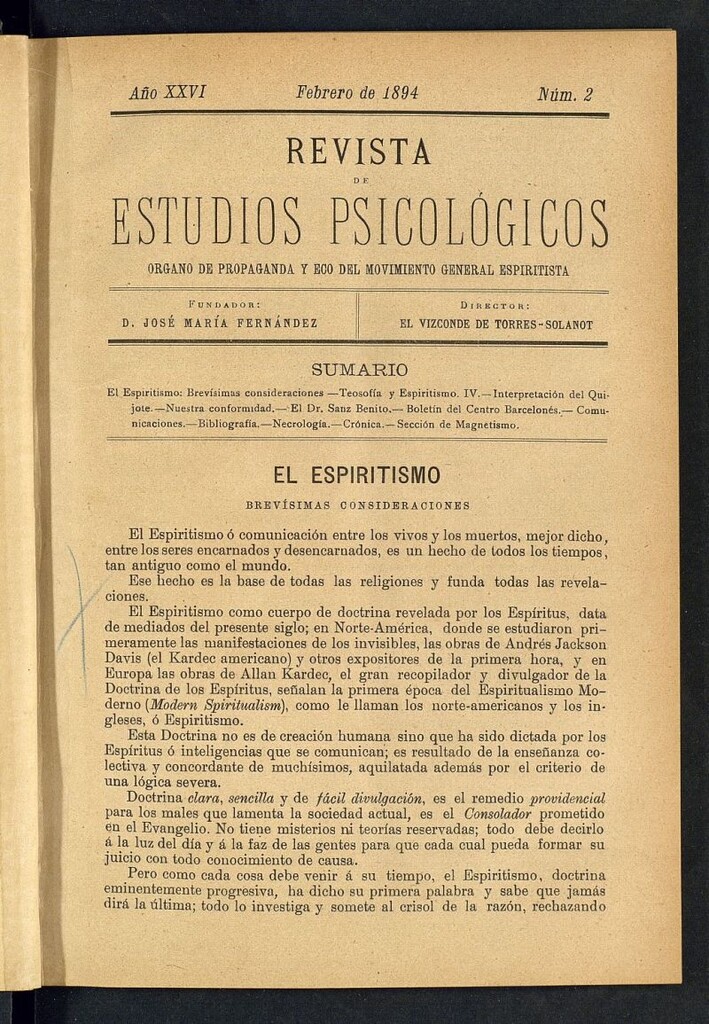 Año XXVI Febrero de 1894 Núm. 2
REVISTA
DE
ESTUDIOS PSICOLÓGICOS
ORGANO DE PROPAGANDA Y ECO DEL MOVIMIENTO GENERAL ESPIRITISTA
FUNDADOR:
D. JOSÉ MARÍA FERNÁNDEZ
DIRECTOR:
EL VIZCONDE DE TORRES-SOLANOT
SUMARIO
El Espiritismo: Brevísimas consideraciones —Teosofía y Espiritismo. IV.—Interpretación del Qui-
jote.—Nuestra conformidad.—El Dr. Sanz Benito.—Boletín del Centro Barcelonés.—Comu-
nicaciones.—Bibliografía.—Necrología.—Crónica.—Sección de Magnetismo.
EL ESPIRITISMO
BREVÍSIMAS CONSIDERACIONES
El Espiritismo ó comunicación entre los vivos y los muertos, mejor dicho,
entre los seres encarnados y desencarnados, es un hecho de todos los tiempos,
tan antiguo como el mundo.
Ese hecho es la base de todas las religiones y funda todas las revela-
ciones.
El Espiritismo como cuerpo de doctrina revelada por los Espíritus, data
de mediados del presente siglo; en Norte-América, donde se estudiaron pri-
meramente las manifestaciones de los invisibles, las obras de Andrés Jackson
Davis (el Kardec americano) y otros expositores de la primera hora, y en
Europa las obras de Allan Kardec, el gran recopilador y divulgador de la
Doctrina de los Espíritus, señalan la primera época del Espiritualismo Mo-
derno (Modern Spiritualism), como le llaman los norte-americanos y los in-
gleses, ó Espiritismo.
Esta Doctrina no es de creación humana sino que ha sido dictada por los
Espíritus ó inteligencias que se comunican; es resultado de la enseñanza co-
lectiva y concordante de muchísimos, aquilatada además por el criterio de
una lógica severa.
Doctrina clara, sencilla y de fácil divulgación, es el remedio providencial
para los males que lamenta la sociedad actual, es el Consolador prometido
en el Evangelio. No tiene misterios ni teorías reservadas; todo debe decirlo
á la luz del día y á la faz de las gentes para que cada cual pueda formar su
juicio con todo conocimiento de causa.
Pero como cada cosa debe venir á su tiempo, el Espiritismo, doctrina
eminentemente progresiva, ha dicho su primera palabra y sabe que jamás
dirá la última; todo lo investiga y somete al crisol de la razón, rechazando